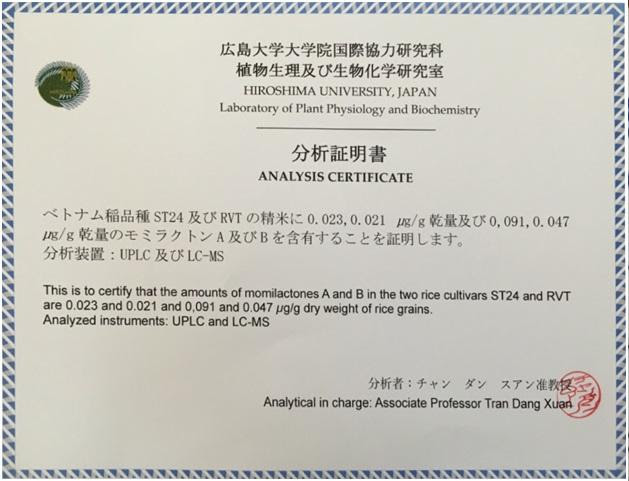 広島大学大学院国際協力研究科
植物生理及び生物化学研究室
HIROSHIMA UNIVERSITY, JAPAN
Laboratory of Plant Physiology and Biochemistry
分析証明書
ANALYSIS CERTIFICATE
ベトナム稲品種 ST24 及び RVT の精米に 0.023,0.021 μg/g 乾量及び 0,091,0.047
μg/g 乾量のモミラクトン A 及び B を含有することを証明します。
分析装置：UPLC 及び LC-MS
This is to certify that the amounts of momilactones A and B in the two rice cultivars ST24 and RVT
are 0.023 and 0.021 and 0,091 and 0.047 μg/g dry weight of rice grains.
Analyzed instruments: UPLC and LC-MS
分析者：チャン ダン スアン准教授
Analytical in charge: Associate Professor Tran Dang Xuan